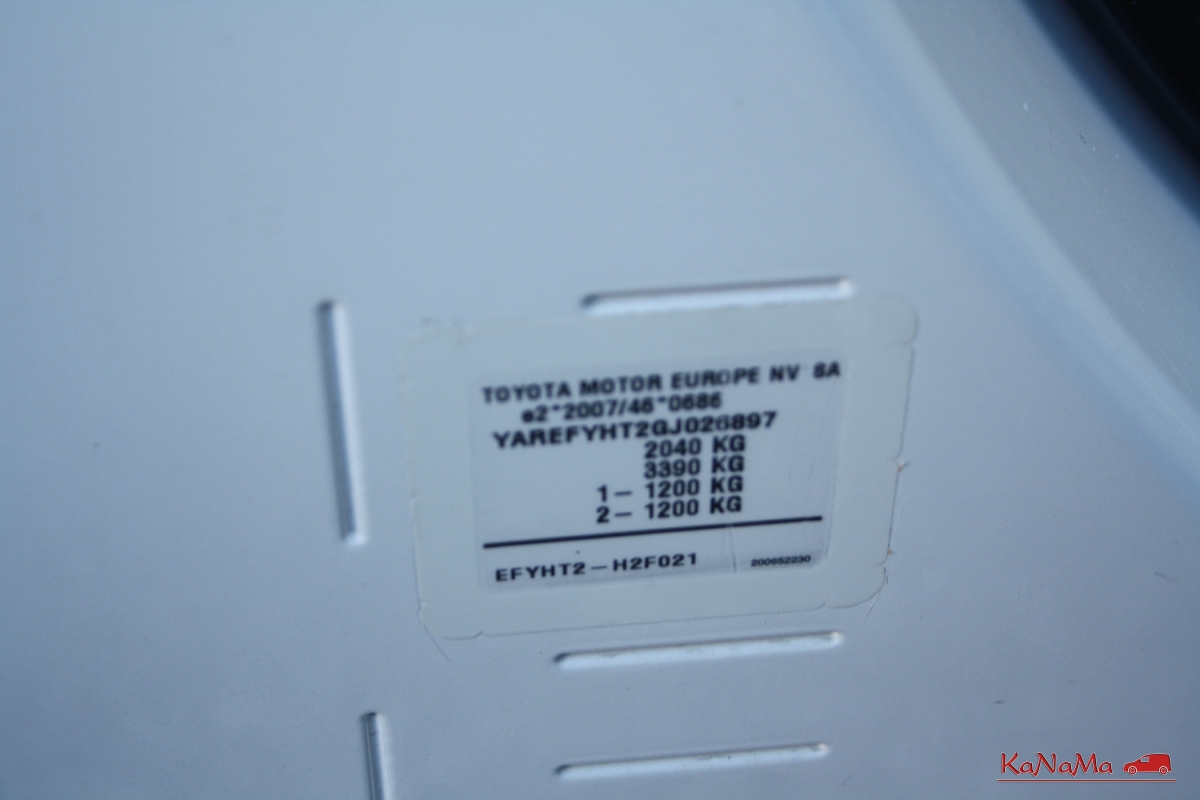 TOYOTA MOTOR EUROPE NV SA
e2*2007/46*0686
YAREFYHT2GJ026897
2040 KG
3390 KG
1- 1200 KG
2- 1200 KG
EFYHT2-H2F021 200652230
KaNaMa